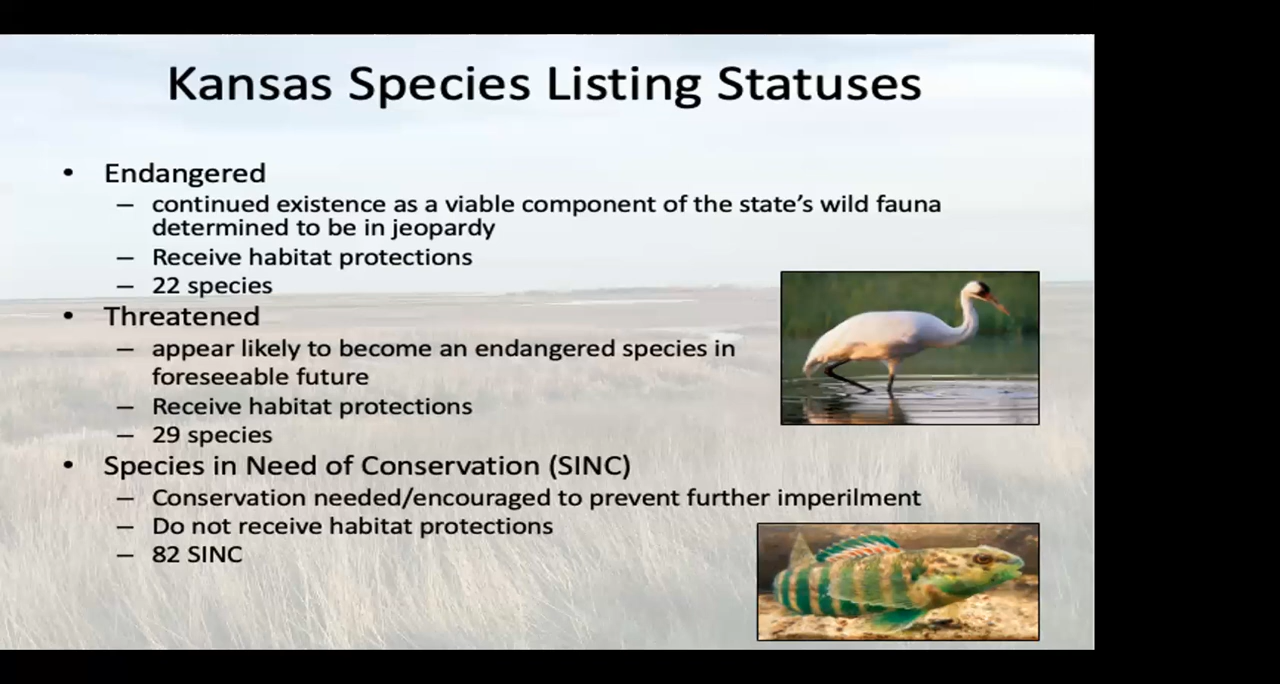 Kansas Species Listing Statuses
• Endangered
– continued existence as a viable component of the state’s wild fauna
determined to be in jeopardy
– Receive habitat protections
– 22 species
• Threatened
– appear likely to become an endangered species in
foreseeable future
– Receive habitat protections
– 29 species
• Species in Need of Conservation (SINC)
– Conservation needed/encouraged to prevent further imperilment
– Do not receive habitat protections
– 82 SINC